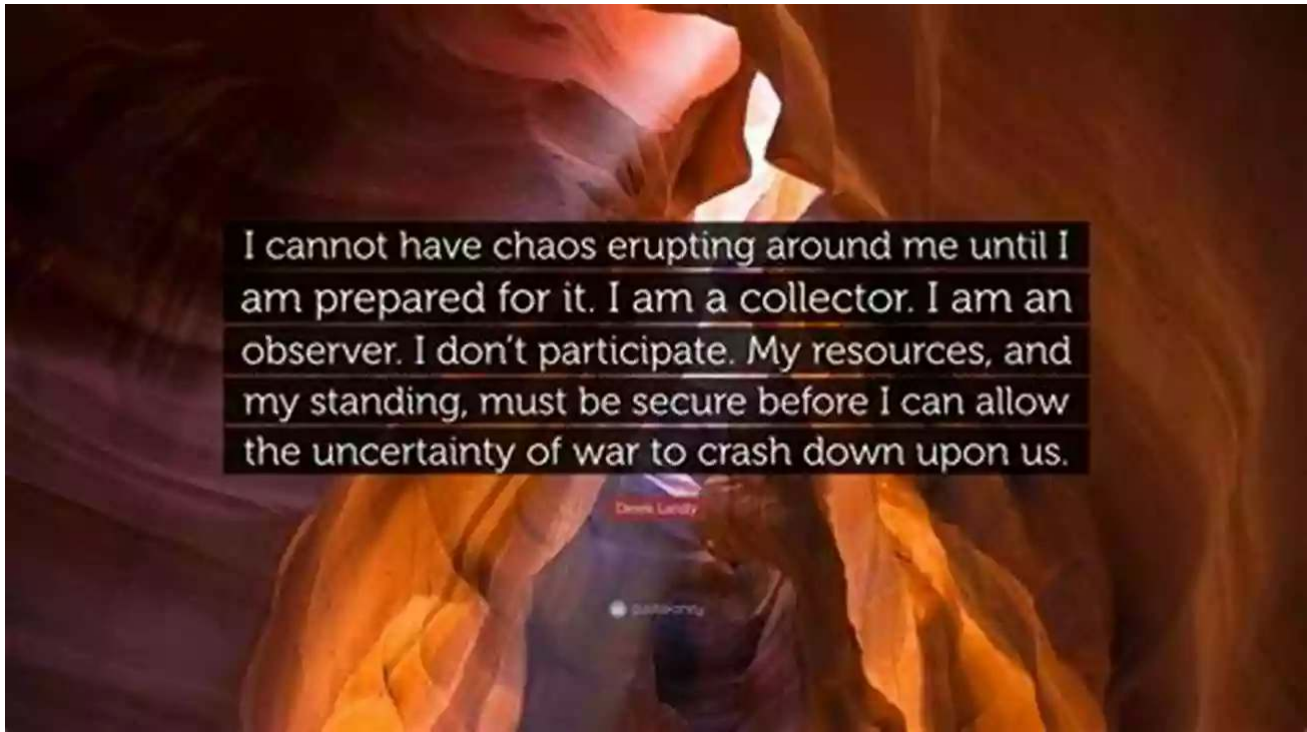 I cannot have chaos erupting around me until I
am prepared for it. I am a collector. I am an
observer. I don't participate. My resources, and
my standing, must be secure before I can allow
the uncertainty of war to crash down upon us.
Derek Landy